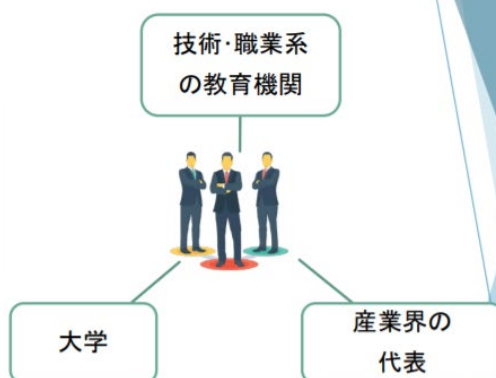 技術･職業系
の教育機関
大学
産業界の
代表